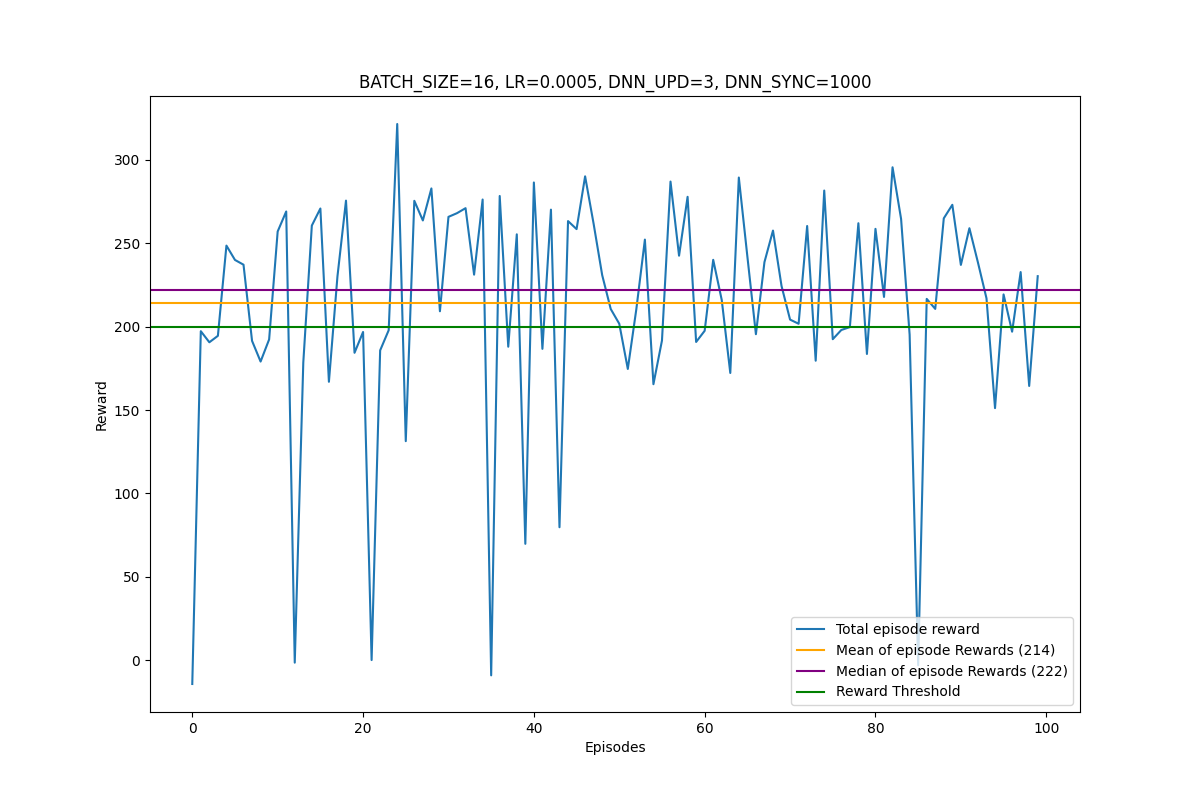 BATCH_SIZE=16, LR=0.0005, DNN_UPD=3, DNN_SYNC=1000
300
250
200
150
100
50
0
Reward
Total episode reward
Mean of episode Rewards (214)
Median of episode Rewards (222)
Reward Threshold
0 20 40 60 80 100
Episodes